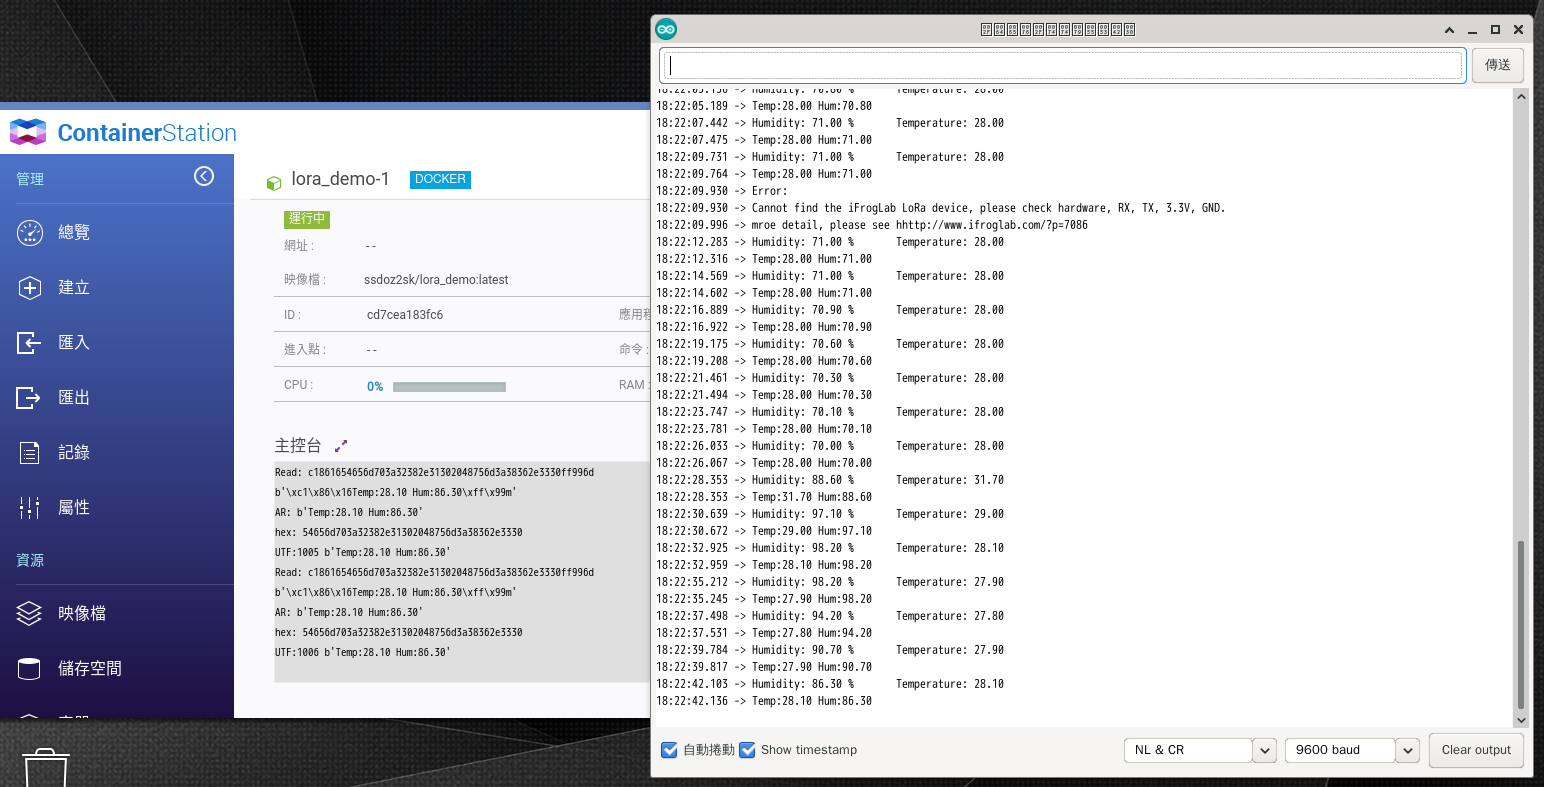 ContainerStation
管理
總覽
建立
匯入
匯出
記錄
屬性
資源
映像檔
儲存空間
lora_demo-1 DOCKER
運行中
網址 : - -
映像檔 : ssdoz2sk/lora_demo:latest
ID : cd7cea183fc6
進入點 : - - 命令 :
CPU : 0% RAM :
主控台
Read: c1861654656d703a32382e31302048756d3a38362e3330ff996d
b'\xc1\x86\x16Temp:28.10 Hum:86.30\xff\x99m'
AR: b'Temp:28.10 Hum:86.30'
hex: 54656d703a32382e31302048756d3a38362e3330
UTF:1005 b'Temp:28.10 Hum:86.30'
Read: c1861654656d703a32382e31302048756d3a38362e3330ff996d
b'\xc1\x86\x16Temp:28.10 Hum:86.30\xff\x99m'
AR: b'Temp:28.10 Hum:86.30'
hex: 54656d703a32382e31302048756d3a38362e3330
UTF:1006 b'Temp:28.10 Hum:86.30'
傳送
18:22:05.189 -> Temp:28.00 Hum:70.80
18:22:07.442 -> Humidity: 71.00 % Temperature: 28.00
18:22:07.475 -> Temp:28.00 Hum:71.00
18:22:09.731 -> Humidity: 71.00 % Temperature: 28.00
18:22:09.764 -> Temp:28.00 Hum:71.00
18:22:09.930 -> Error:
18:22:09.930 -> Cannot find the iFrogLab LoRa device, please check hardware, RX, TX, 3.3V, GND.
18:22:09.996 -> mroe detail, please see hhttp://www.ifroglab.com/?p=7086
18:22:12.283 -> Humidity: 71.00 % Temperature: 28.00
18:22:12.316 -> Temp:28.00 Hum:71.00
18:22:14.569 -> Humidity: 71.00 % Temperature: 28.00
18:22:14.602 -> Temp:28.00 Hum:71.00
18:22:16.889 -> Humidity: 70.90 % Temperature: 28.00
18:22:16.922 -> Temp:28.00 Hum:70.90
18:22:19.175 -> Humidity: 70.60 % Temperature: 28.00
18:22:19.208 -> Temp:28.00 Hum:70.60
18:22:21.461 -> Humidity: 70.30 % Temperature: 28.00
18:22:21.494 -> Temp:28.00 Hum:70.30
18:22:23.747 -> Humidity: 70.10 % Temperature: 28.00
18:22:23.781 -> Temp:28.00 Hum:70.10
18:22:26.033 -> Humidity: 70.00 % Temperature: 28.00
18:22:26.067 -> Temp:28.00 Hum:70.00
18:22:28.353 -> Humidity: 88.60 % Temperature: 31.70
18:22:28.353 -> Temp:31.70 Hum:88.60
18:22:30.639 -> Humidity: 97.10 % Temperature: 29.00
18:22:30.672 -> Temp:29.00 Hum:97.10
18:22:32.925 -> Humidity: 98.20 % Temperature: 28.10
18:22:32.959 -> Temp:28.10 Hum:98.20
18:22:35.212 -> Humidity: 98.20 % Temperature: 27.90
18:22:35.245 -> Temp:27.90 Hum:98.20
18:22:37.498 -> Humidity: 94.20 % Temperature: 27.80
18:22:37.531 -> Temp:27.80 Hum:94.20
18:22:39.784 -> Humidity: 90.70 % Temperature: 27.90
18:22:39.817 -> Temp:27.90 Hum:90.70
18:22:42.103 -> Humidity: 86.30 % Temperature: 28.10
18:22:42.136 -> Temp:28.10 Hum:86.30
自動捲動 Show timestamp NL & CR 9600 baud Clear output